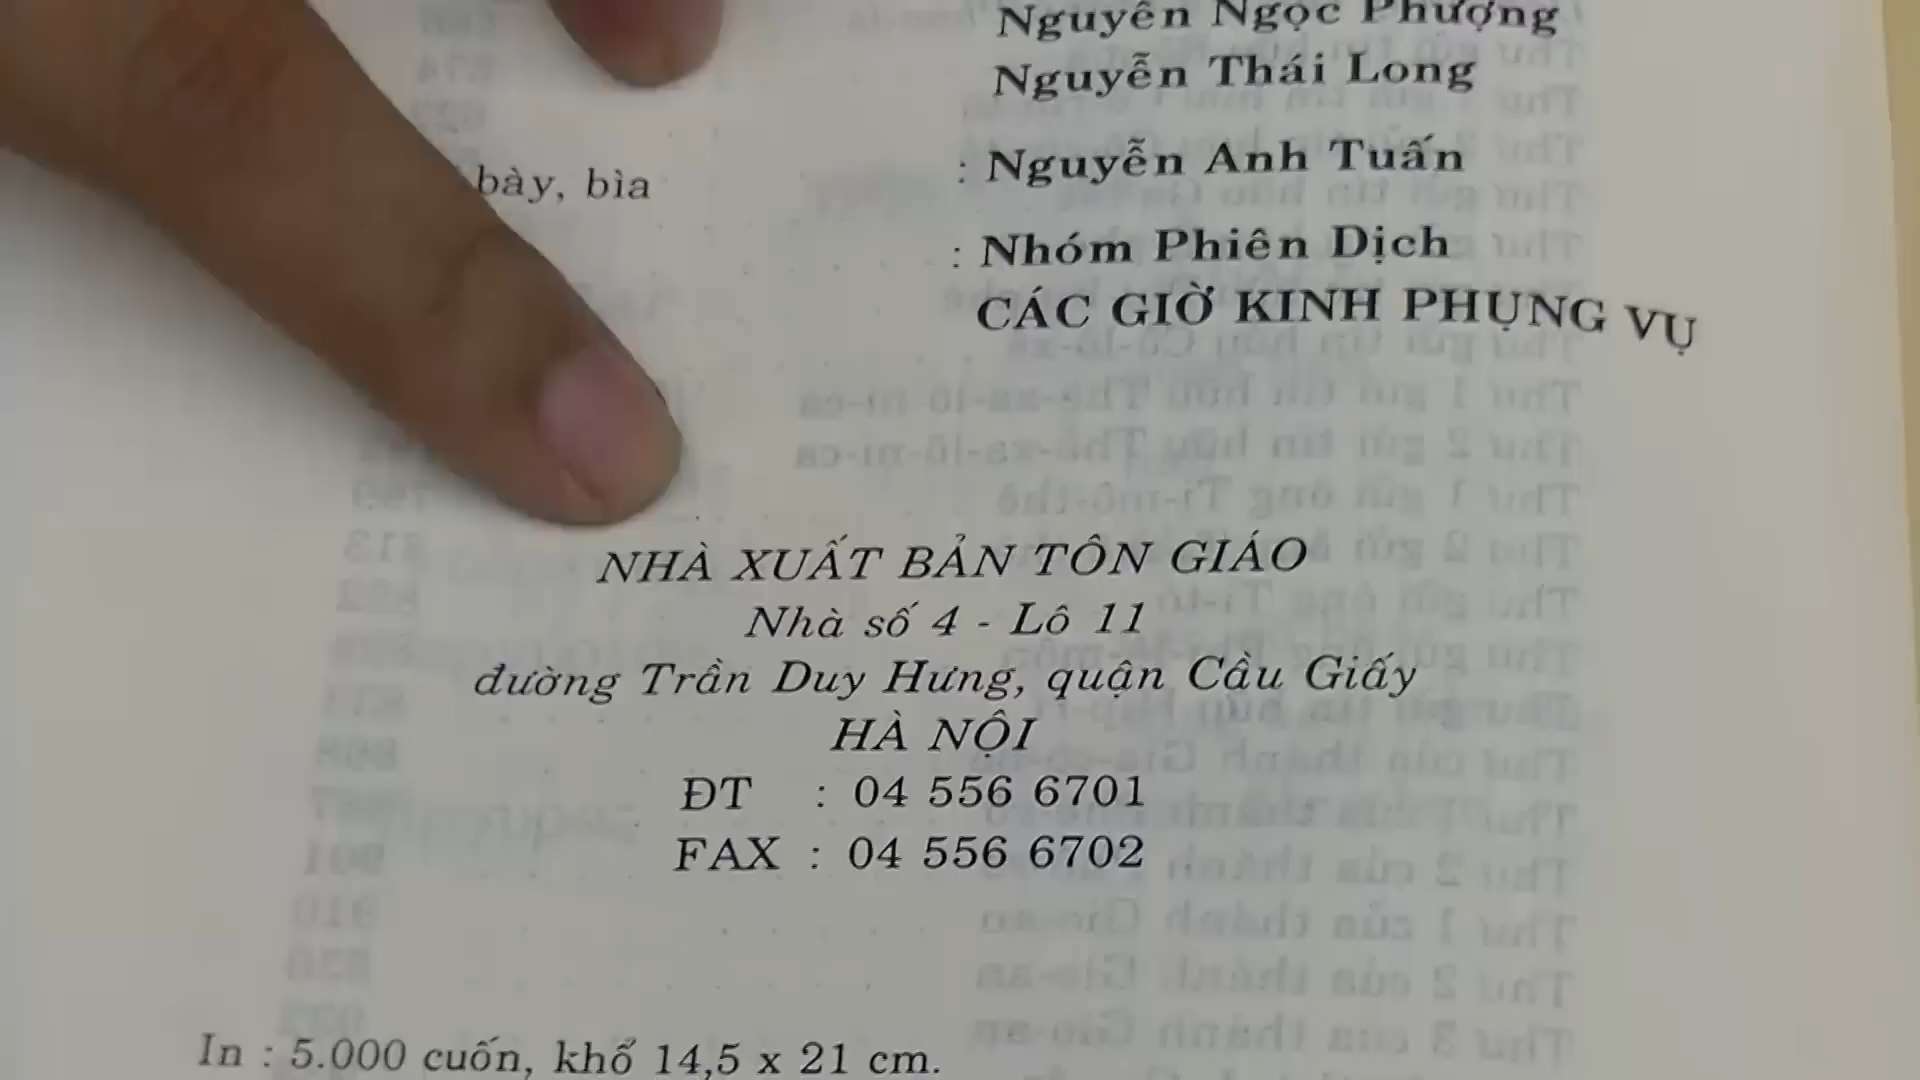 Nguyễn Ngọc Phượng
Nguyễn Thái Long
bày, bìa : Nguyễn Anh Tuấn
: Nhóm Phiên Dịch
CÁC GIỜ KINH PHỤNG VỤ
NHÀ XUẤT BẢN TÔN GIÁO
Nhà số 4 - Lô 11
đường Trần Duy Hưng, quận Cầu Giấy
HÀ NỘI
ĐT : 04 556 6701
FAX : 04 556 6702
In : 5.000 cuốn, khổ 14,5 x 21 cm.